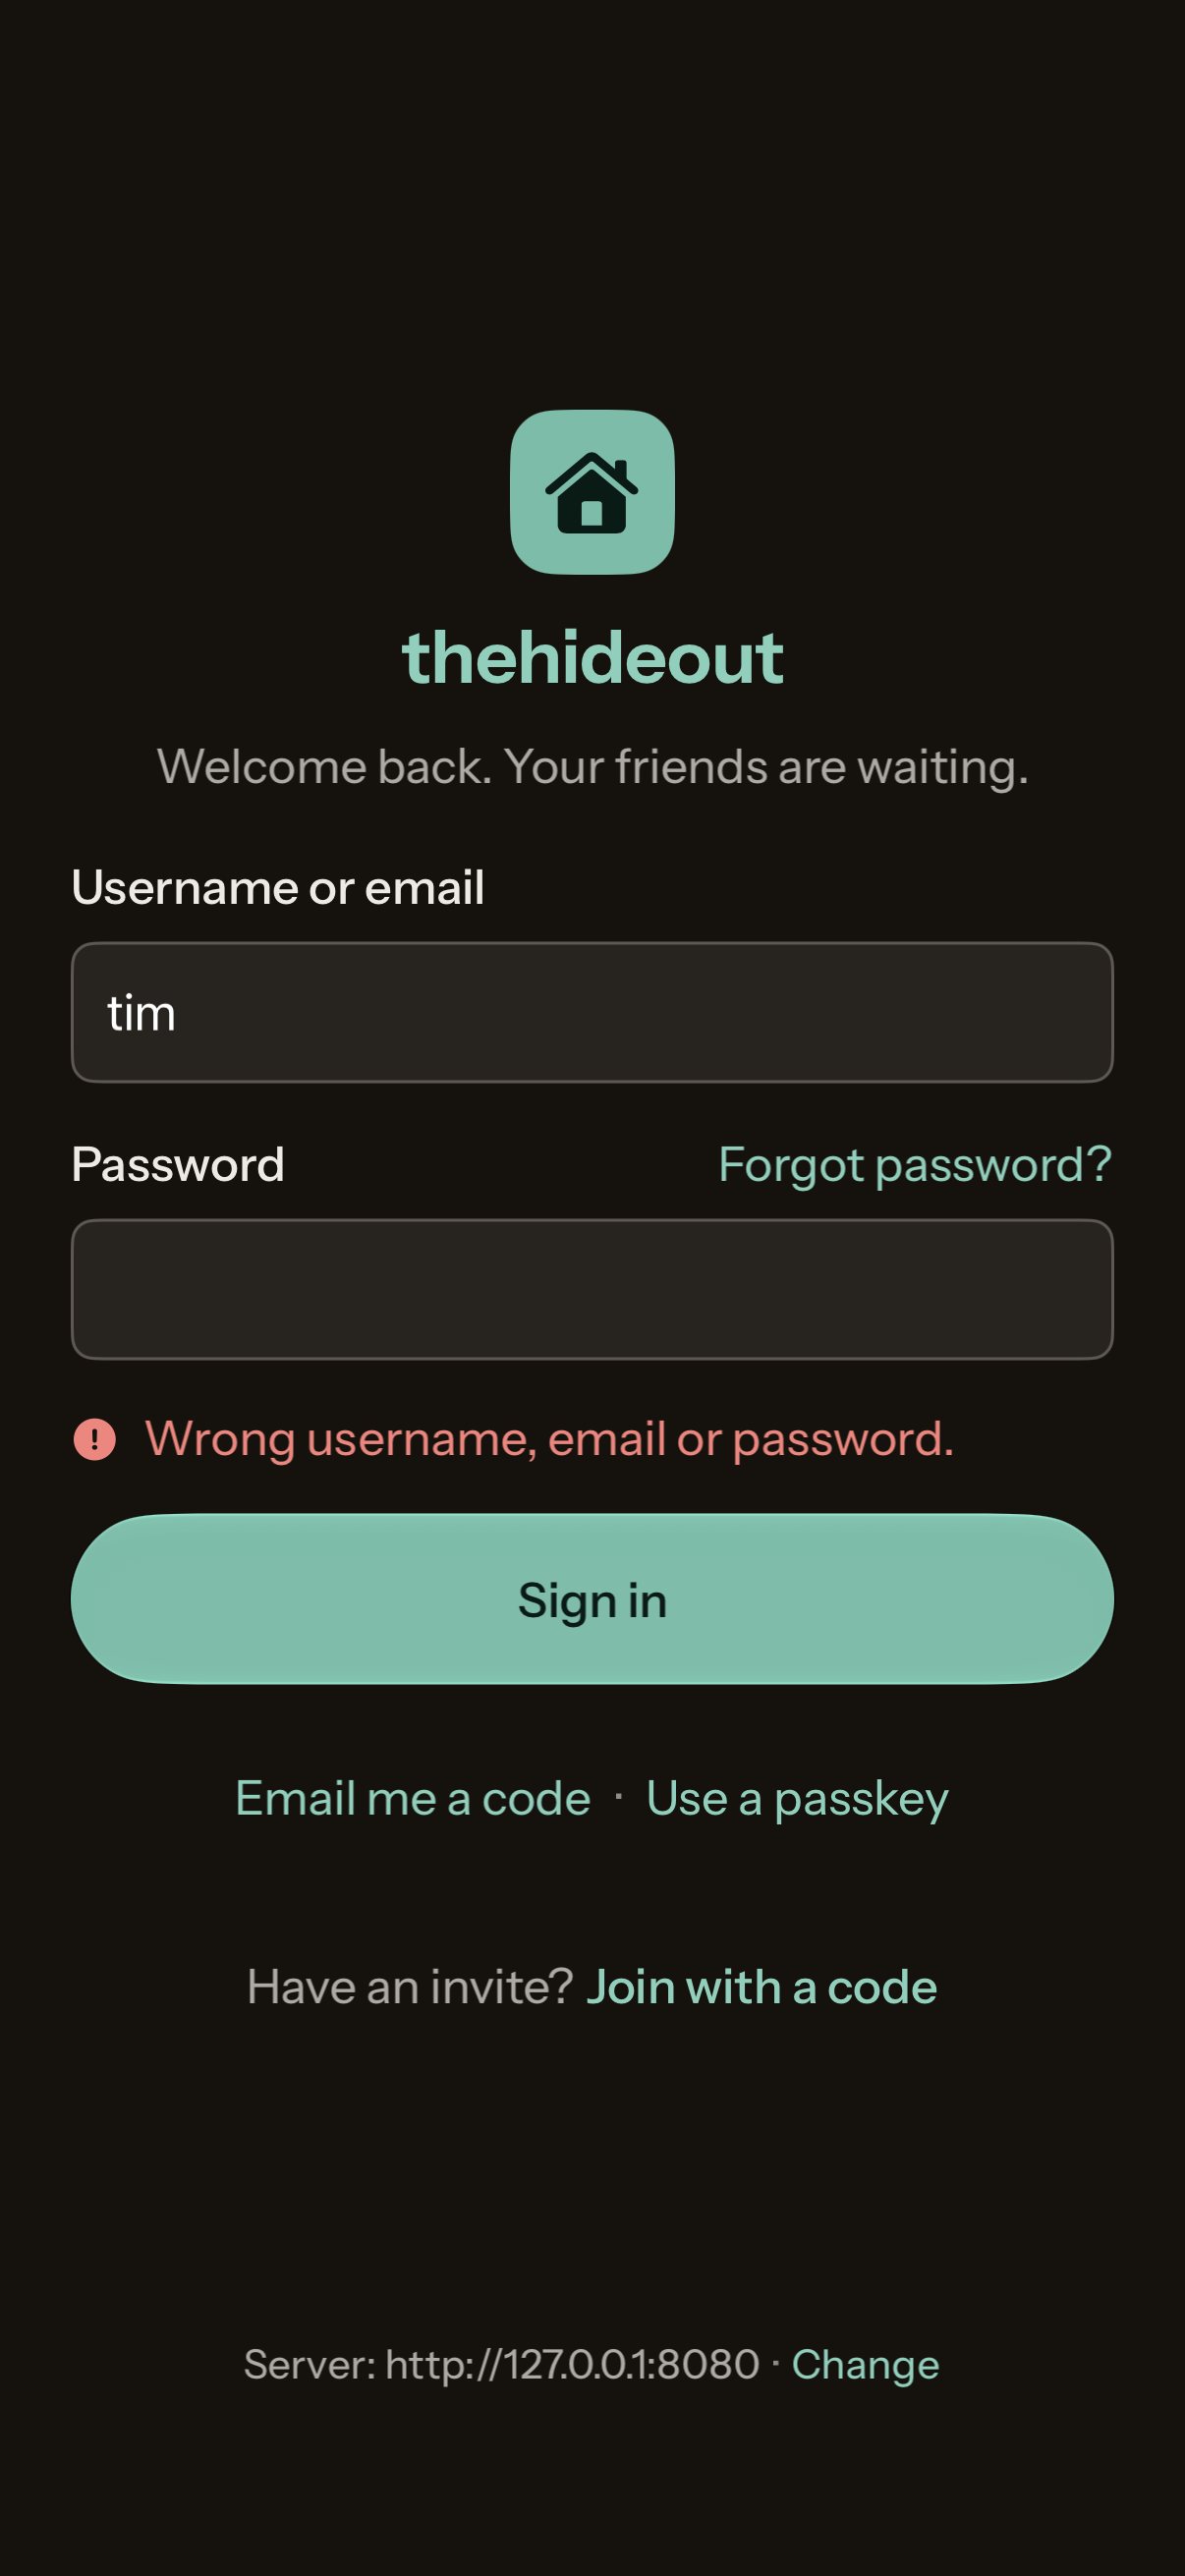 thehideout
Welcome back. Your friends are waiting.
Username or email
tim
Password Forgot password?
Wrong username, email or password.
Sign in
Email me a code · Use a passkey
Have an invite? Join with a code
Server: http://127.0.0.1:8080 · Change